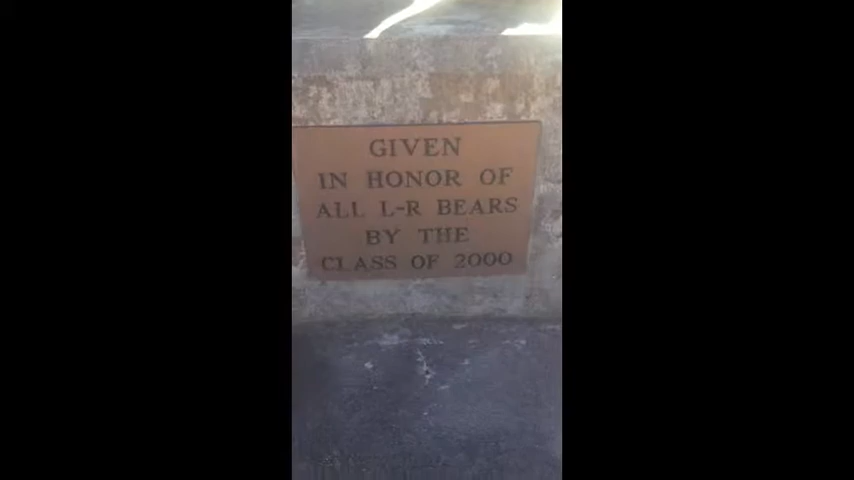 GIVEN
IN HONOR OF
ALL L-R BEARS
BY THE
CLASS OF 2000